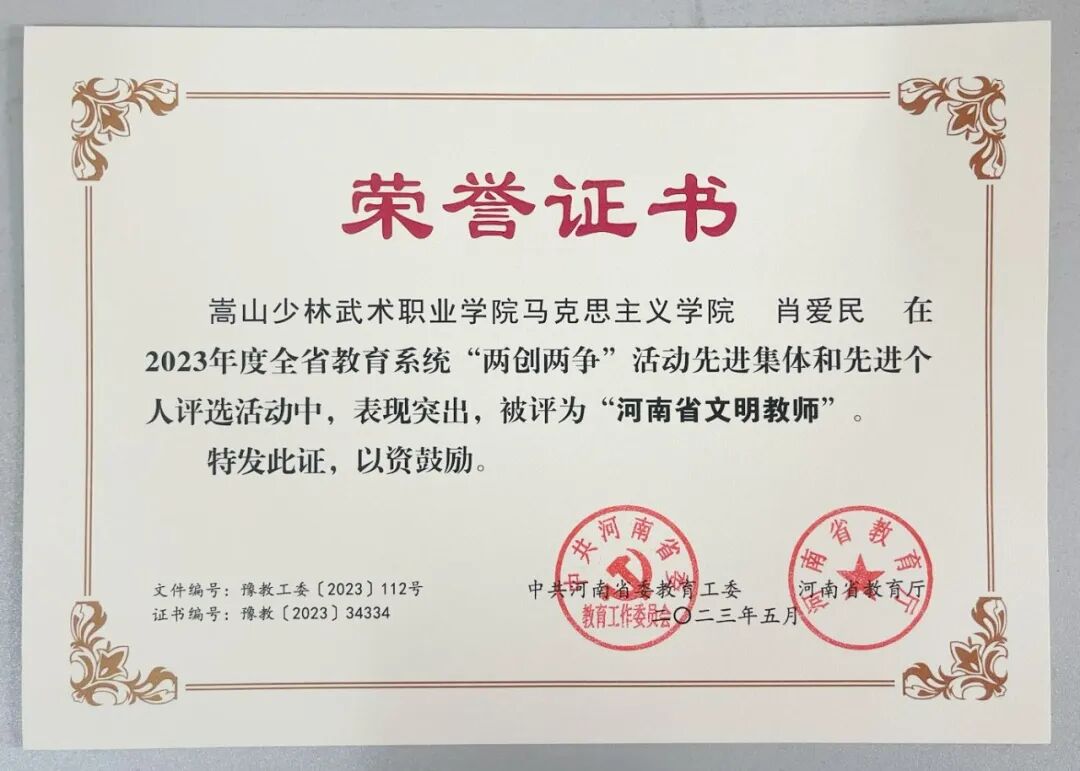 荣誉证书
嵩山少林武术职业学院马克思主义学院 肖爱民 在
2023年度全省教育系统“两创两争”活动先进集体和先进个
人评选活动中，表现突出，被评为“河南省文明教师”。
特发此证，以资鼓励。
中共河南省委
教育工作委员会
河南省教育厅
文件编号：豫教工委〔2023〕112号
中共河南省委教育工委 河南省教育厅
证书编号：豫教〔2023〕34334
二〇二三年五月